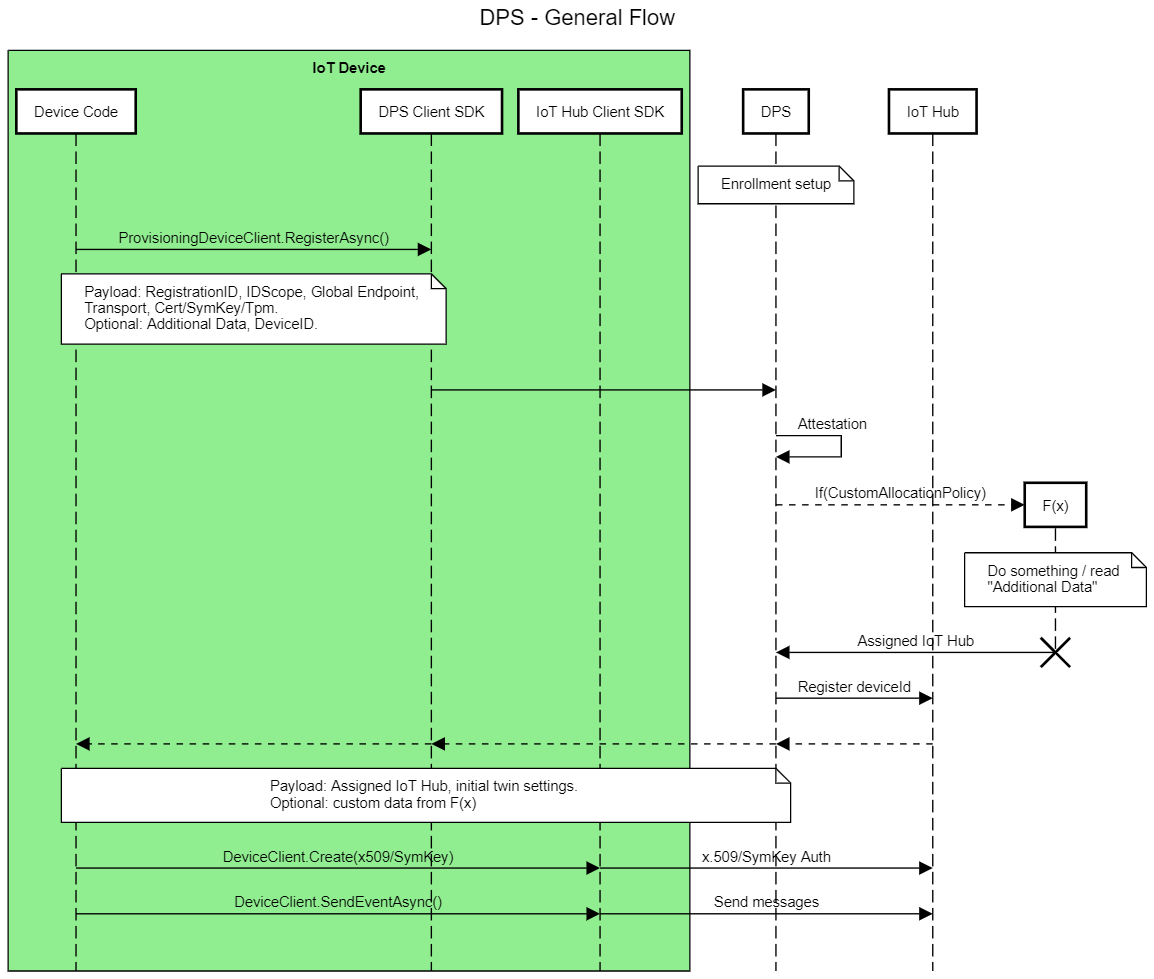 DPS - General Flow
IoT Device
Device Code
DPS Client SDK
IoT Hub Client SDK
DPS
IoT Hub
Enrollment setup
ProvisioningDeviceClient.RegisterAsync()
Payload: RegistrationID, IDScope, Global Endpoint,
Transport, Cert/SymKey/Tpm.
Optional: Additional Data, DeviceID.
Attestation
If(CustomAllocationPolicy)
F(x)
Do something / read
"Additional Data"
Assigned IoT Hub
Register deviceId
Payload: Assigned IoT Hub, initial twin settings.
Optional: custom data from F(x)
DeviceClient.Create(x509/SymKey)
x.509/SymKey Auth
DeviceClient.SendEventAsync()
Send messages